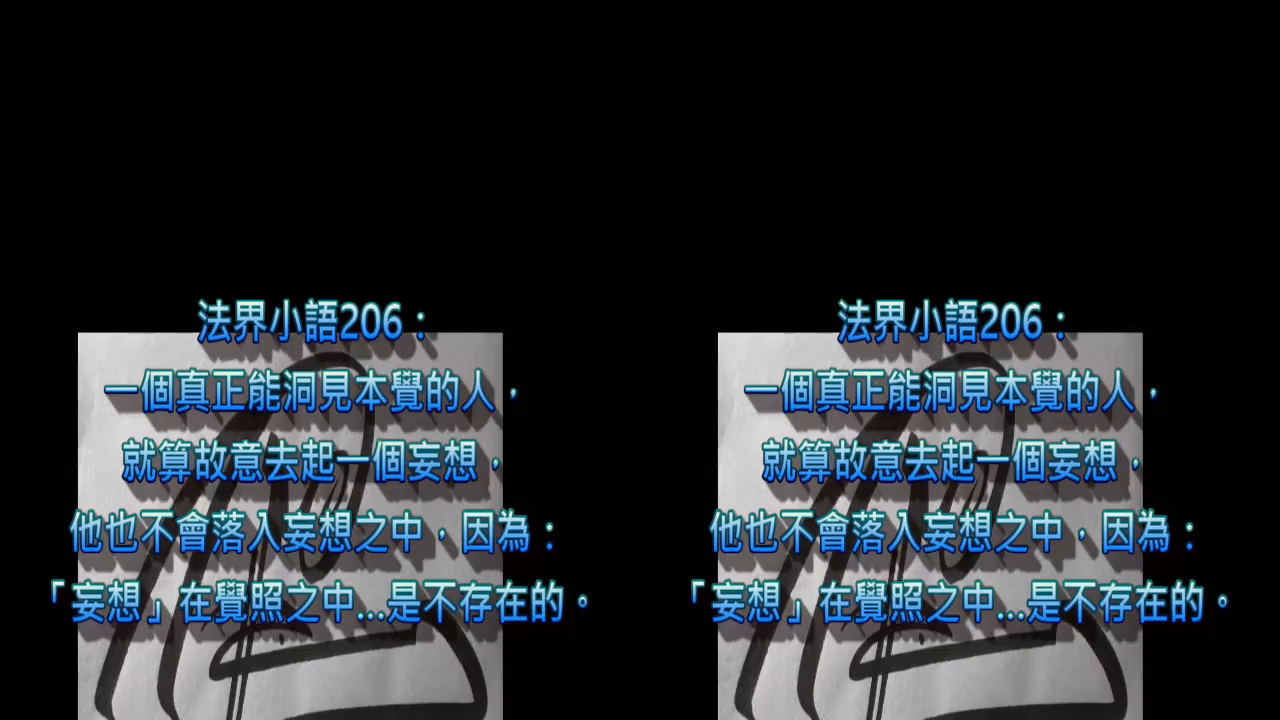 法界小語206：
一個真正能洞見本覺的人，
就算故意去起一個妄想，
他也不會落入妄想之中，因為：
「妄想」在覺照之中...是不存在的。
法界小語206：
一個真正能洞見本覺的人，
就算故意去起一個妄想，
他也不會落入妄想之中，因為：
「妄想」在覺照之中...是不存在的。